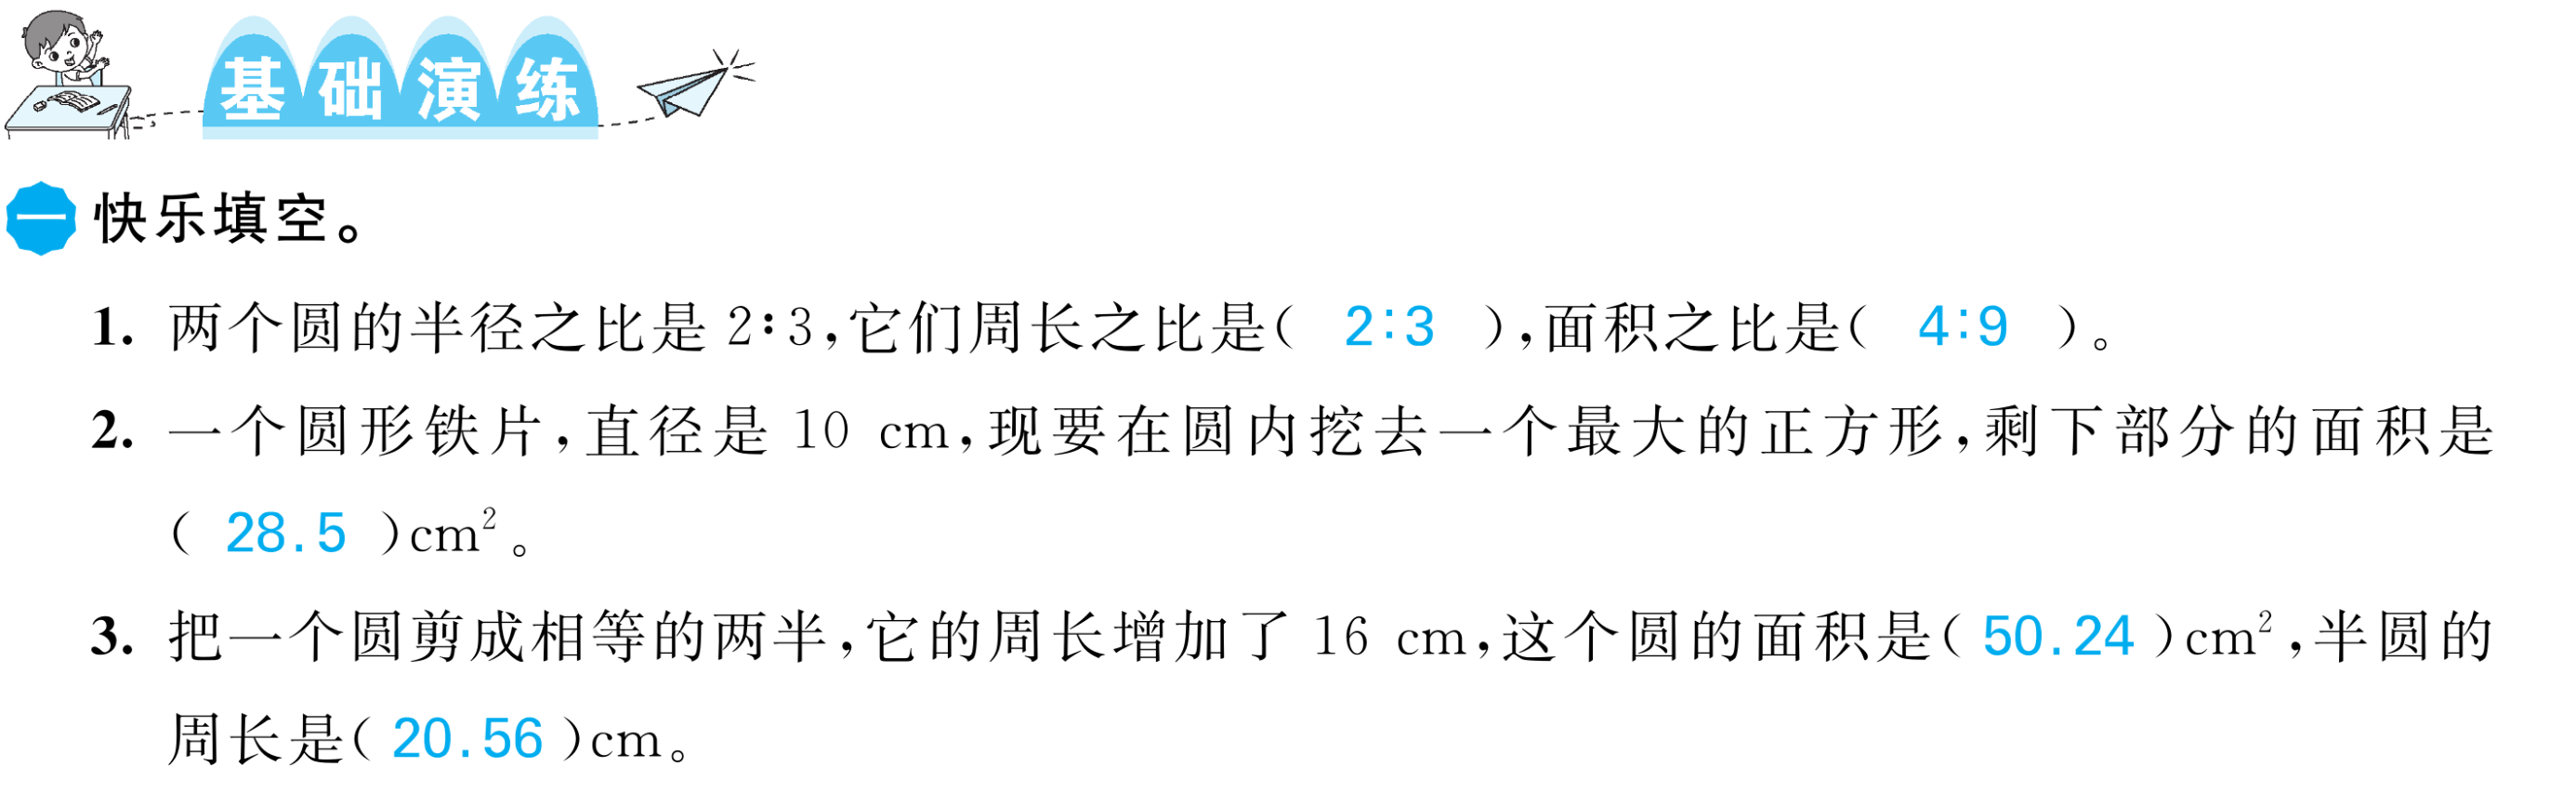 基础演练
一 快乐填空。
1. 两个圆的半径之比是 2∶3,它们周长之比是( 2∶3 ),面积之比是( 4∶9 )。
2. 一个圆形铁片,直径是 10 cm,现要在圆内挖去一个最大的正方形,剩下部分的面积是
( 28.5 )cm²。
3. 把一个圆剪成相等的两半,它的周长增加了 16 cm,这个圆的面积是( 50.24 )cm²,半圆的
周长是( 20.56 )cm。